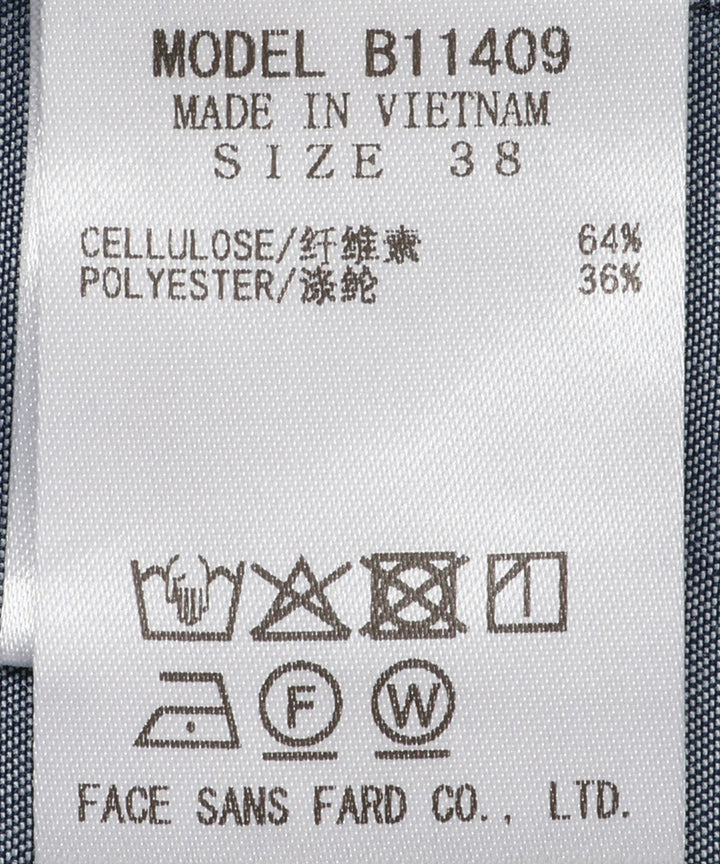 MODEL B11409
MADE IN VIETNAM
SIZE 38
CELLULOSE/纤维素 64%
POLYESTER/涤纶 36%
F W
FACE SANS FARD CO., LTD.